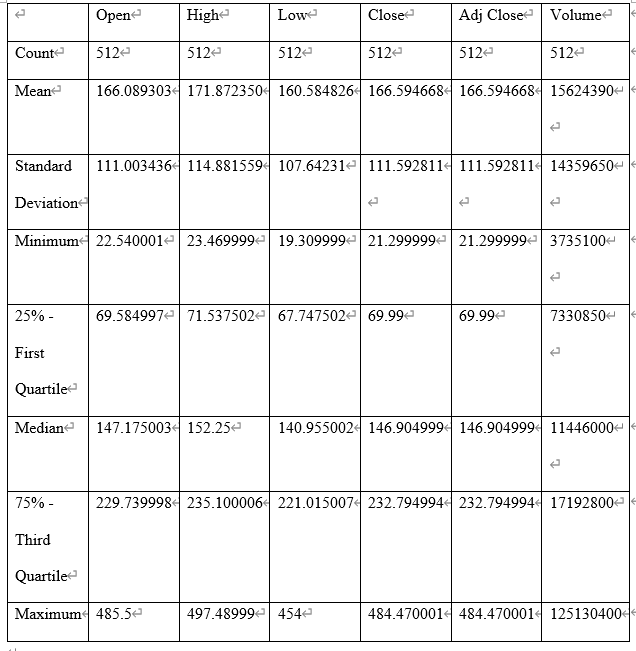 Open High Low Close Adj Close Volume
Count 512 512 512 512 512 512
Mean 166.089303 171.872350 160.584826 166.594668 166.594668 15624390
Standard 111.003436 114.881559 107.64231 111.592811 111.592811 14359650
Deviation
Minimum 22.540001 23.469999 19.309999 21.299999 21.299999 3735100
25% - 69.584997 71.537502 67.747502 69.99 69.99 7330850
First
Quartile
Median 147.175003 152.25 140.955002 146.904999 146.904999 11446000
75% - 229.739998 235.100006 221.015007 232.794994 232.794994 17192800
Third
Quartile
Maximum 485.5 497.48999 454 484.470001 484.470001 125130400